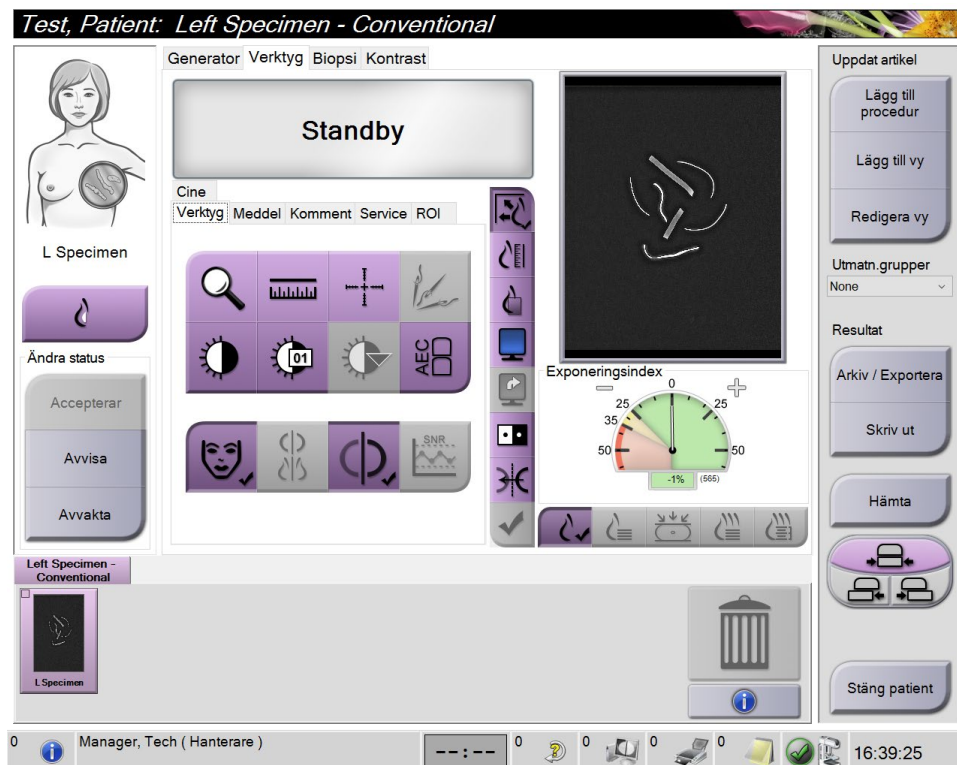 Test, Patient: Left Specimen - Conventional
Generator Verktyg Biopsi Kontrast
Standby
Cine
Verktyg Meddel Komment Service ROI
01
AEC
SNR
L Specimen
Ändra status
Accepterar
Avvisa
Avvakta
Exponeringsindex
0
25 25
35
50 50
-1% (565)
Uppdat artikel
Lägg till
procedur
Lägg till vy
Redigera vy
Utmatn.grupper
None
Resultat
Arkiv / Exportera
Skriv ut
Hämta
Stäng patient
Left Specimen -
Conventional
L Specimen
0 Manager, Tech ( Hanterare ) --:-- 0 0 0 0 16:39:25